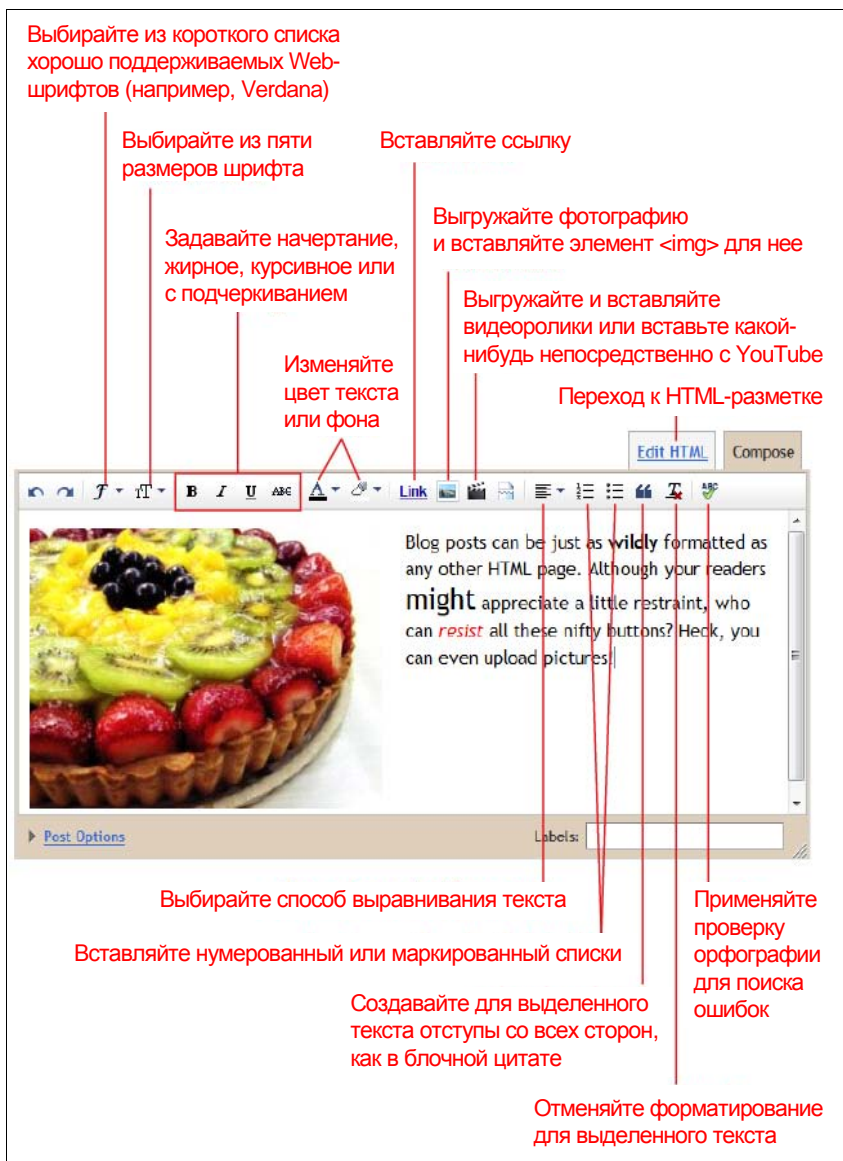 Выбирайте из короткого списка
хорошо поддерживаемых Web-
шрифтов (например, Verdana)
Выбирайте из пяти
размеров шрифта
Вставляйте ссылку
Задавайте начертание,
жирное, курсивное или
с подчеркиванием
Выгружайте фотографию
и вставляйте элемент <img> для нее
Выгружайте и вставляйте
видеоролики или вставьте какой-
нибудь непосредственно с YouTube
Изменяйте
цвет текста
или фона
Переход к HTML-разметке
Edit HTML Compose
f тT B I U ABC A Link T ABC
Blog posts can be just as wildly formatted as
any other HTML page. Although your readers
might appreciate a little restraint, who
can resist all these nifty buttons? Heck, you
can even upload pictures!
Post Options Labels:
Выбирайте способ выравнивания текста
Вставляйте нумерованный или маркированный списки
Создавайте для выделенного
текста отступы со всех сторон,
как в блочной цитате
Применяйте
проверку
орфографии
для поиска
ошибок
Отменяйте форматирование
для выделенного текста